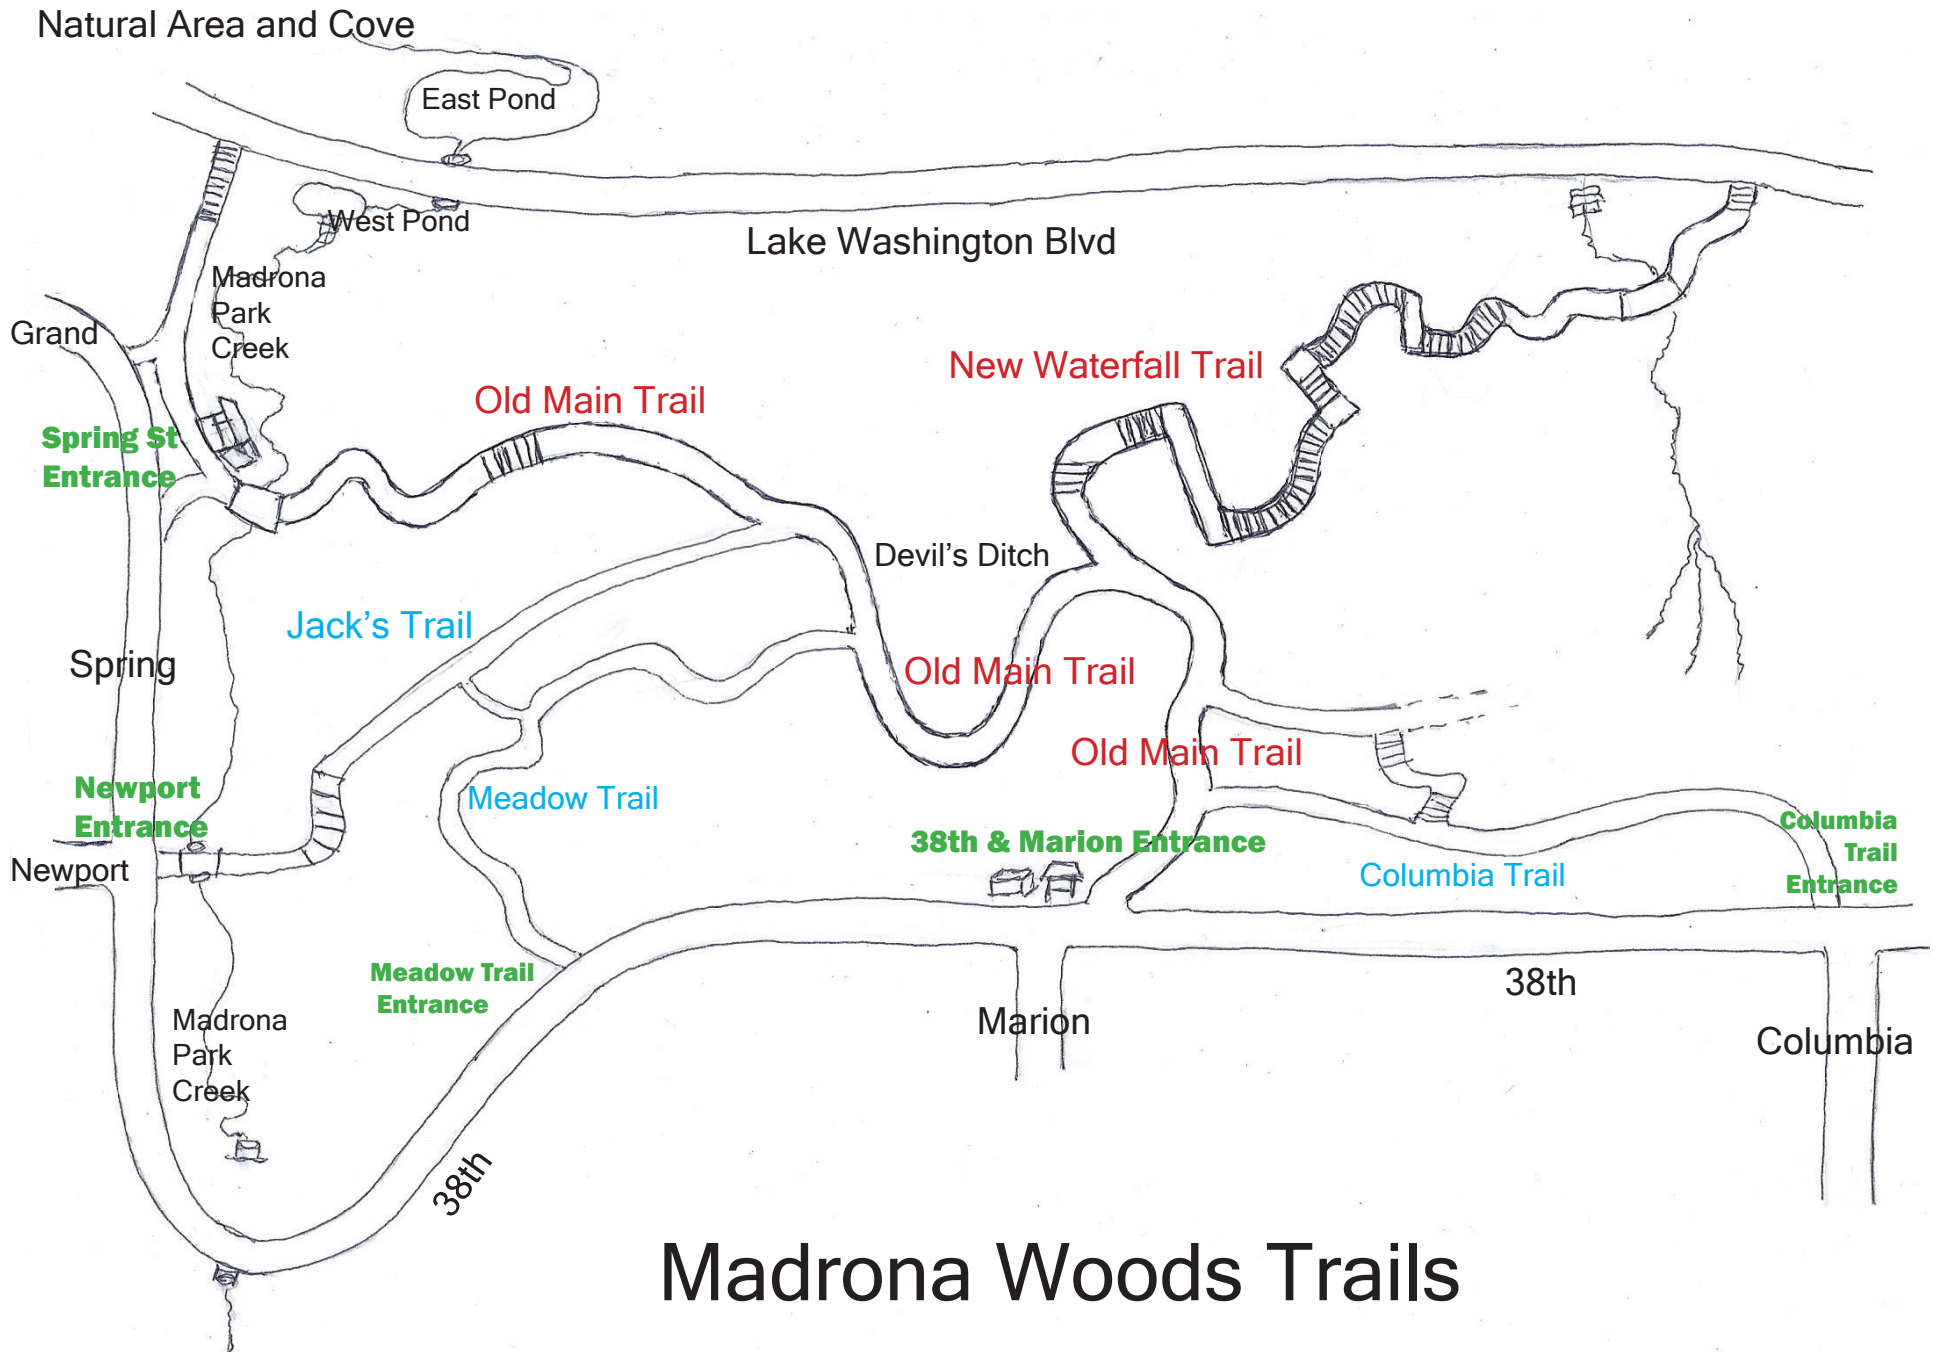 Natural Area and Cove
East Pond
West Pond
Lake Washington Blvd
Madrona
Park
Creek
Grand
New Waterfall Trail
Old Main Trail
Spring St
Entrance
Devil's Ditch
Jack's Trail
Spring
Old Main Trail
Old Main Trail
Newport
Entrance
Meadow Trail
38th & Marion Entrance
Columbia
Trail
Entrance
Newport
Columbia Trail
Meadow Trail
Entrance
38th
Madrona
Park
Creek
Marion
Columbia
38th
Madrona Woods Trails